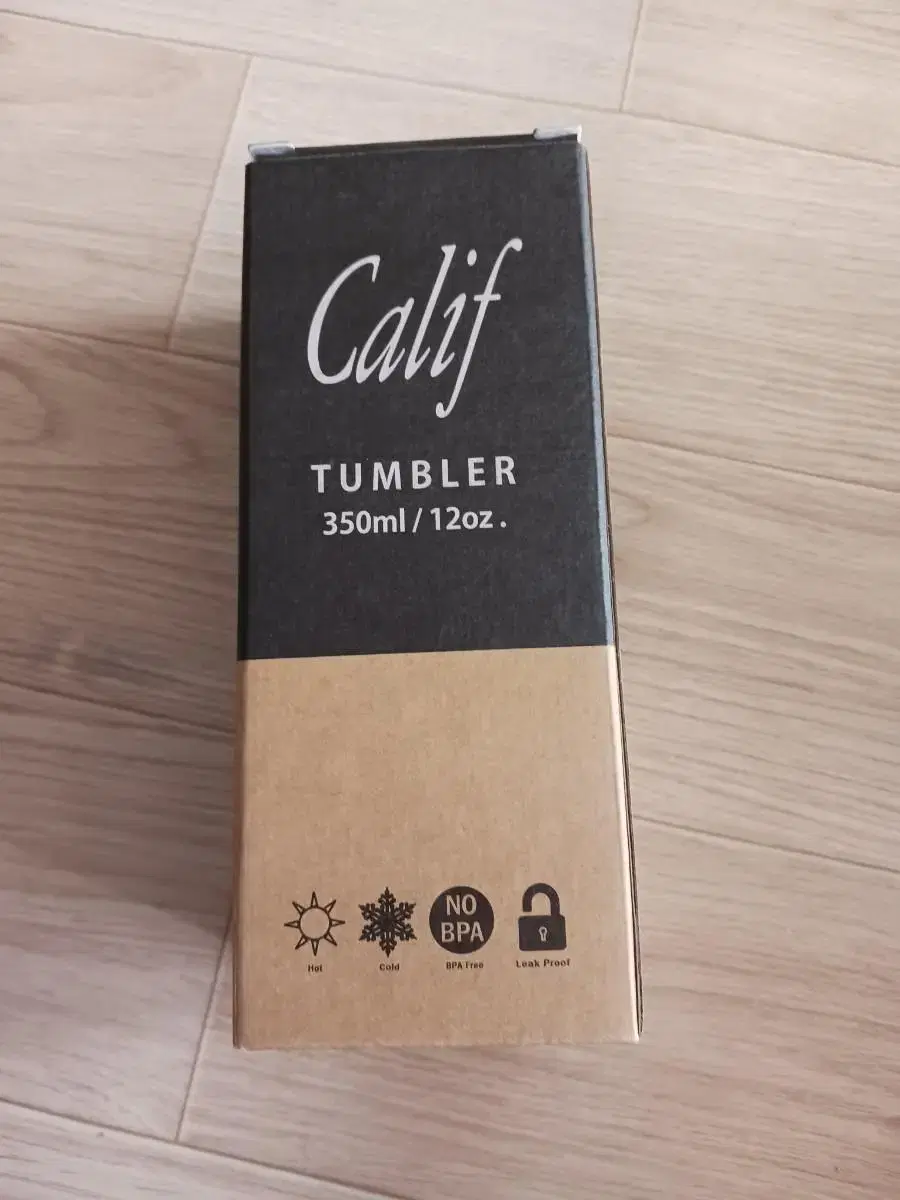 Calif
TUMBLER
350ml / 12oz .
NO
BPA
Hot Cold BPA Free Leak Proof